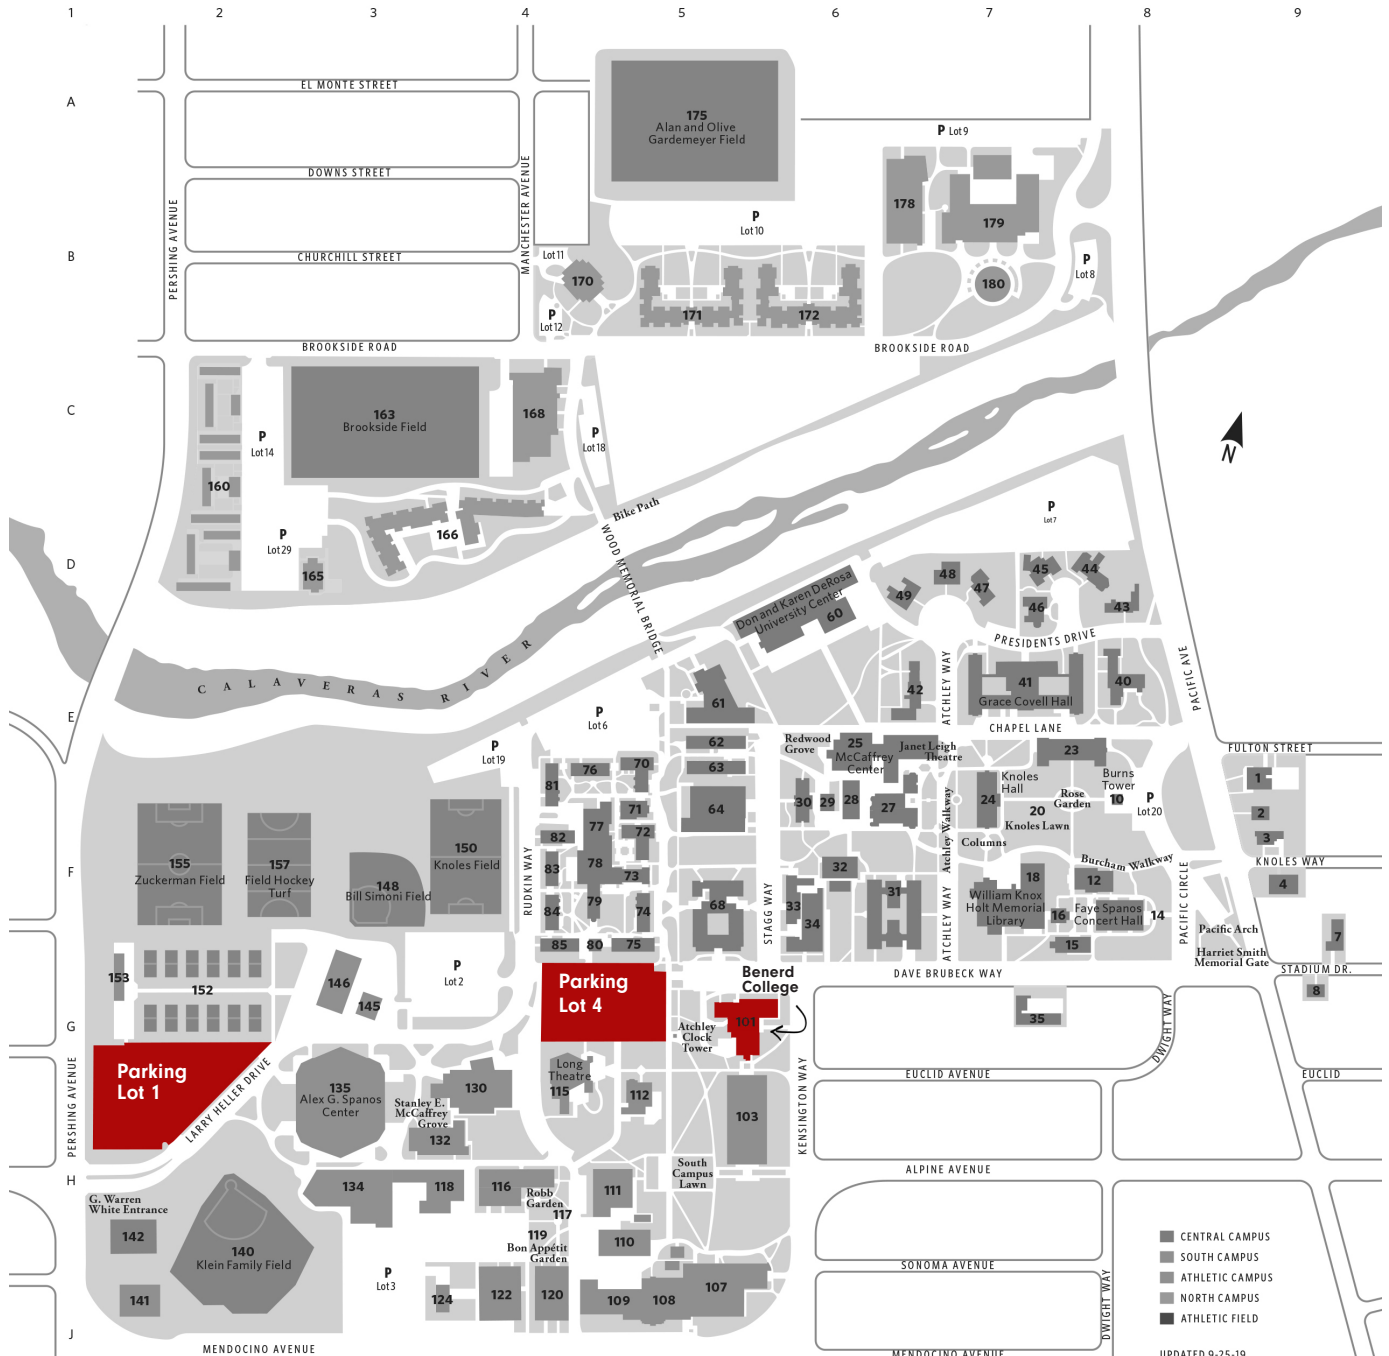 1 2 3 4 5 6 7 8 9
A
B
C
D
E
F
G
H
J
EL MONTE STREET
DOWNS STREET
CHURCHILL STREET
BROOKSIDE ROAD
BROOKSIDE ROAD
PERSHING AVENUE
MANCHESTER AVENUE
175
Alan and Olive
Gardemeyer Field
P Lot 9
178
179
180
P
Lot 10
P
Lot 8
Lot 11
170
P
Lot 12
171
172
163
Brookside Field
168
P
Lot 18
P
Lot 14
160
P
Lot 29
165
166
Bike Path
WOOD MEMORIAL BRIDGE
CALAVERAS RIVER
N
P
Lot 7
Don and Karen DeRosa
University Center
60
49
48
47
45
44
46
43
PRESIDENTS DRIVE
PACIFIC AVE
ATCHLEY WAY
42
41
Grace Covell Hall
40
CHAPEL LANE
61
62
63
64
68
P
Lot 6
P
Lot 19
Redwood
Grove
25
McCaffrey
Center
Janet Leigh
Theatre
23
Knoles
Hall
24
Burns
Tower
10
Rose
Garden
20
Knoles Lawn
P
Lot 20
Columns
Atchley Walkway
30
29
28
27
32
31
33
34
Burcham Walkway
18
William Knox
Holt Memorial
Library
16
12
Faye Spanos
Concert Hall
14
15
PACIFIC CIRCLE
ATCHLEY WAY
STAGG WAY
FULTON STREET
1
2
3
KNOLES WAY
4
7
Pacific Arch
Harriet Smith
Memorial Gate
STADIUM DR.
8
76
70
81
71
77
72
82
78
83
73
79
84
74
85
80
75
RUDKIN WAY
155
Zuckerman Field
157
Field Hockey
Turf
148
Bill Simoni Field
150
Knoles Field
153
152
146
145
P
Lot 2
Parking
Lot 4
Benerd
College
101
Atchley
Clock
Tower
DAVE BRUBECK WAY
35
DWIGHT WAY
EUCLID AVENUE
EUCLID
KENSINGTON WAY
PERSHING AVENUE
Parking
Lot 1
LARRY HELLER DRIVE
135
Alex G. Spanos
Center
130
Stanley E.
McCaffrey
Grove
132
Long
Theatre
115
112
103
ALPINE AVENUE
South
Campus
Lawn
G. Warren
White Entrance
142
141
140
Klein Family Field
134
118
116
Robb
Garden
117
119
Bon Appétit
Garden
111
110
P
Lot 3
124
122
120
109
108
107
SONOMA AVENUE
DWIGHT WAY
MENDOCINO AVENUE
MENDOCINO AVENUE
CENTRAL CAMPUS
SOUTH CAMPUS
ATHLETIC CAMPUS
NORTH CAMPUS
ATHLETIC FIELD
UPDATED 9-25-19